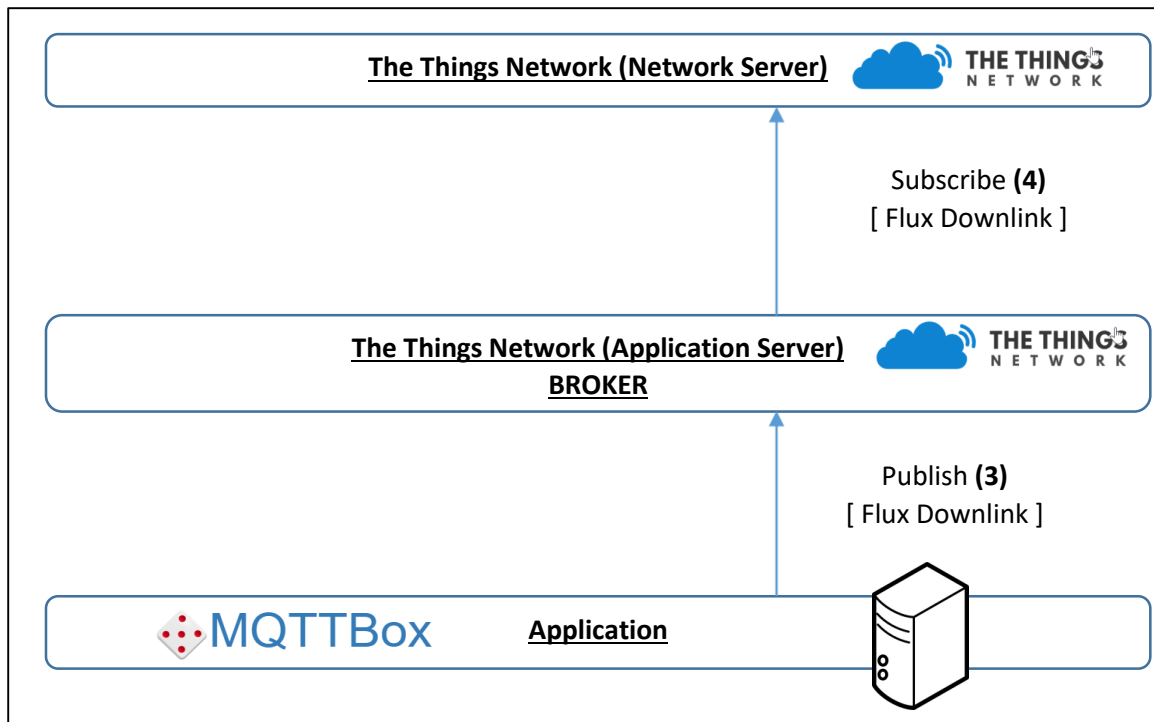 The Things Network (Network Server)
THE THINGS
NETWORK
Subscribe (4)
[ Flux Downlink ]
The Things Network (Application Server)
BROKER
THE THINGS
NETWORK
Publish (3)
[ Flux Downlink ]
MQTTBox
Application